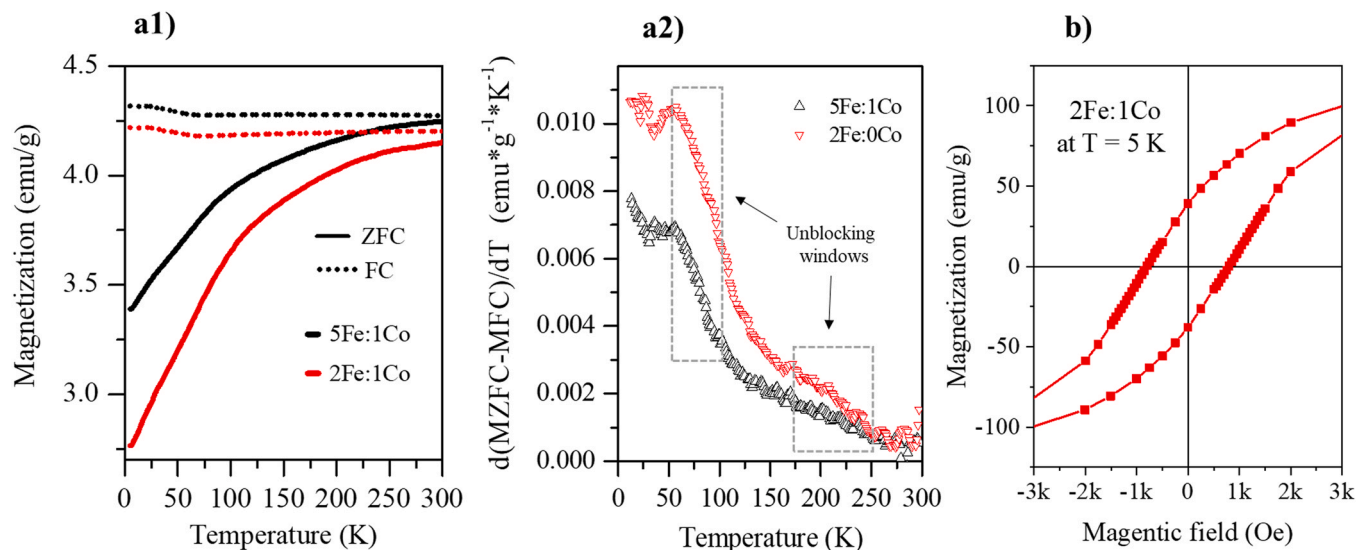 a1)
Magnetization (emu/g)
4.5
4.0
3.5
3.0
ZFC
FC
5Fe:1Co
2Fe:1Co
0 50 100 150 200 250 300
Temperature (K)
a2)
d(MZFC-MFC)/dT (emu*g⁻¹*K⁻¹)
0.010
0.008
0.006
0.004
0.002
0.000
5Fe:1Co
2Fe:0Co
Unblocking
windows
0 50 100 150 200 250 300
Temperature (K)
b)
Magnetization (emu/g)
100
50
0
-50
-100
2Fe:1Co
at T = 5 K
-3k -2k -1k 0 1k 2k 3k
Magentic field (Oe)